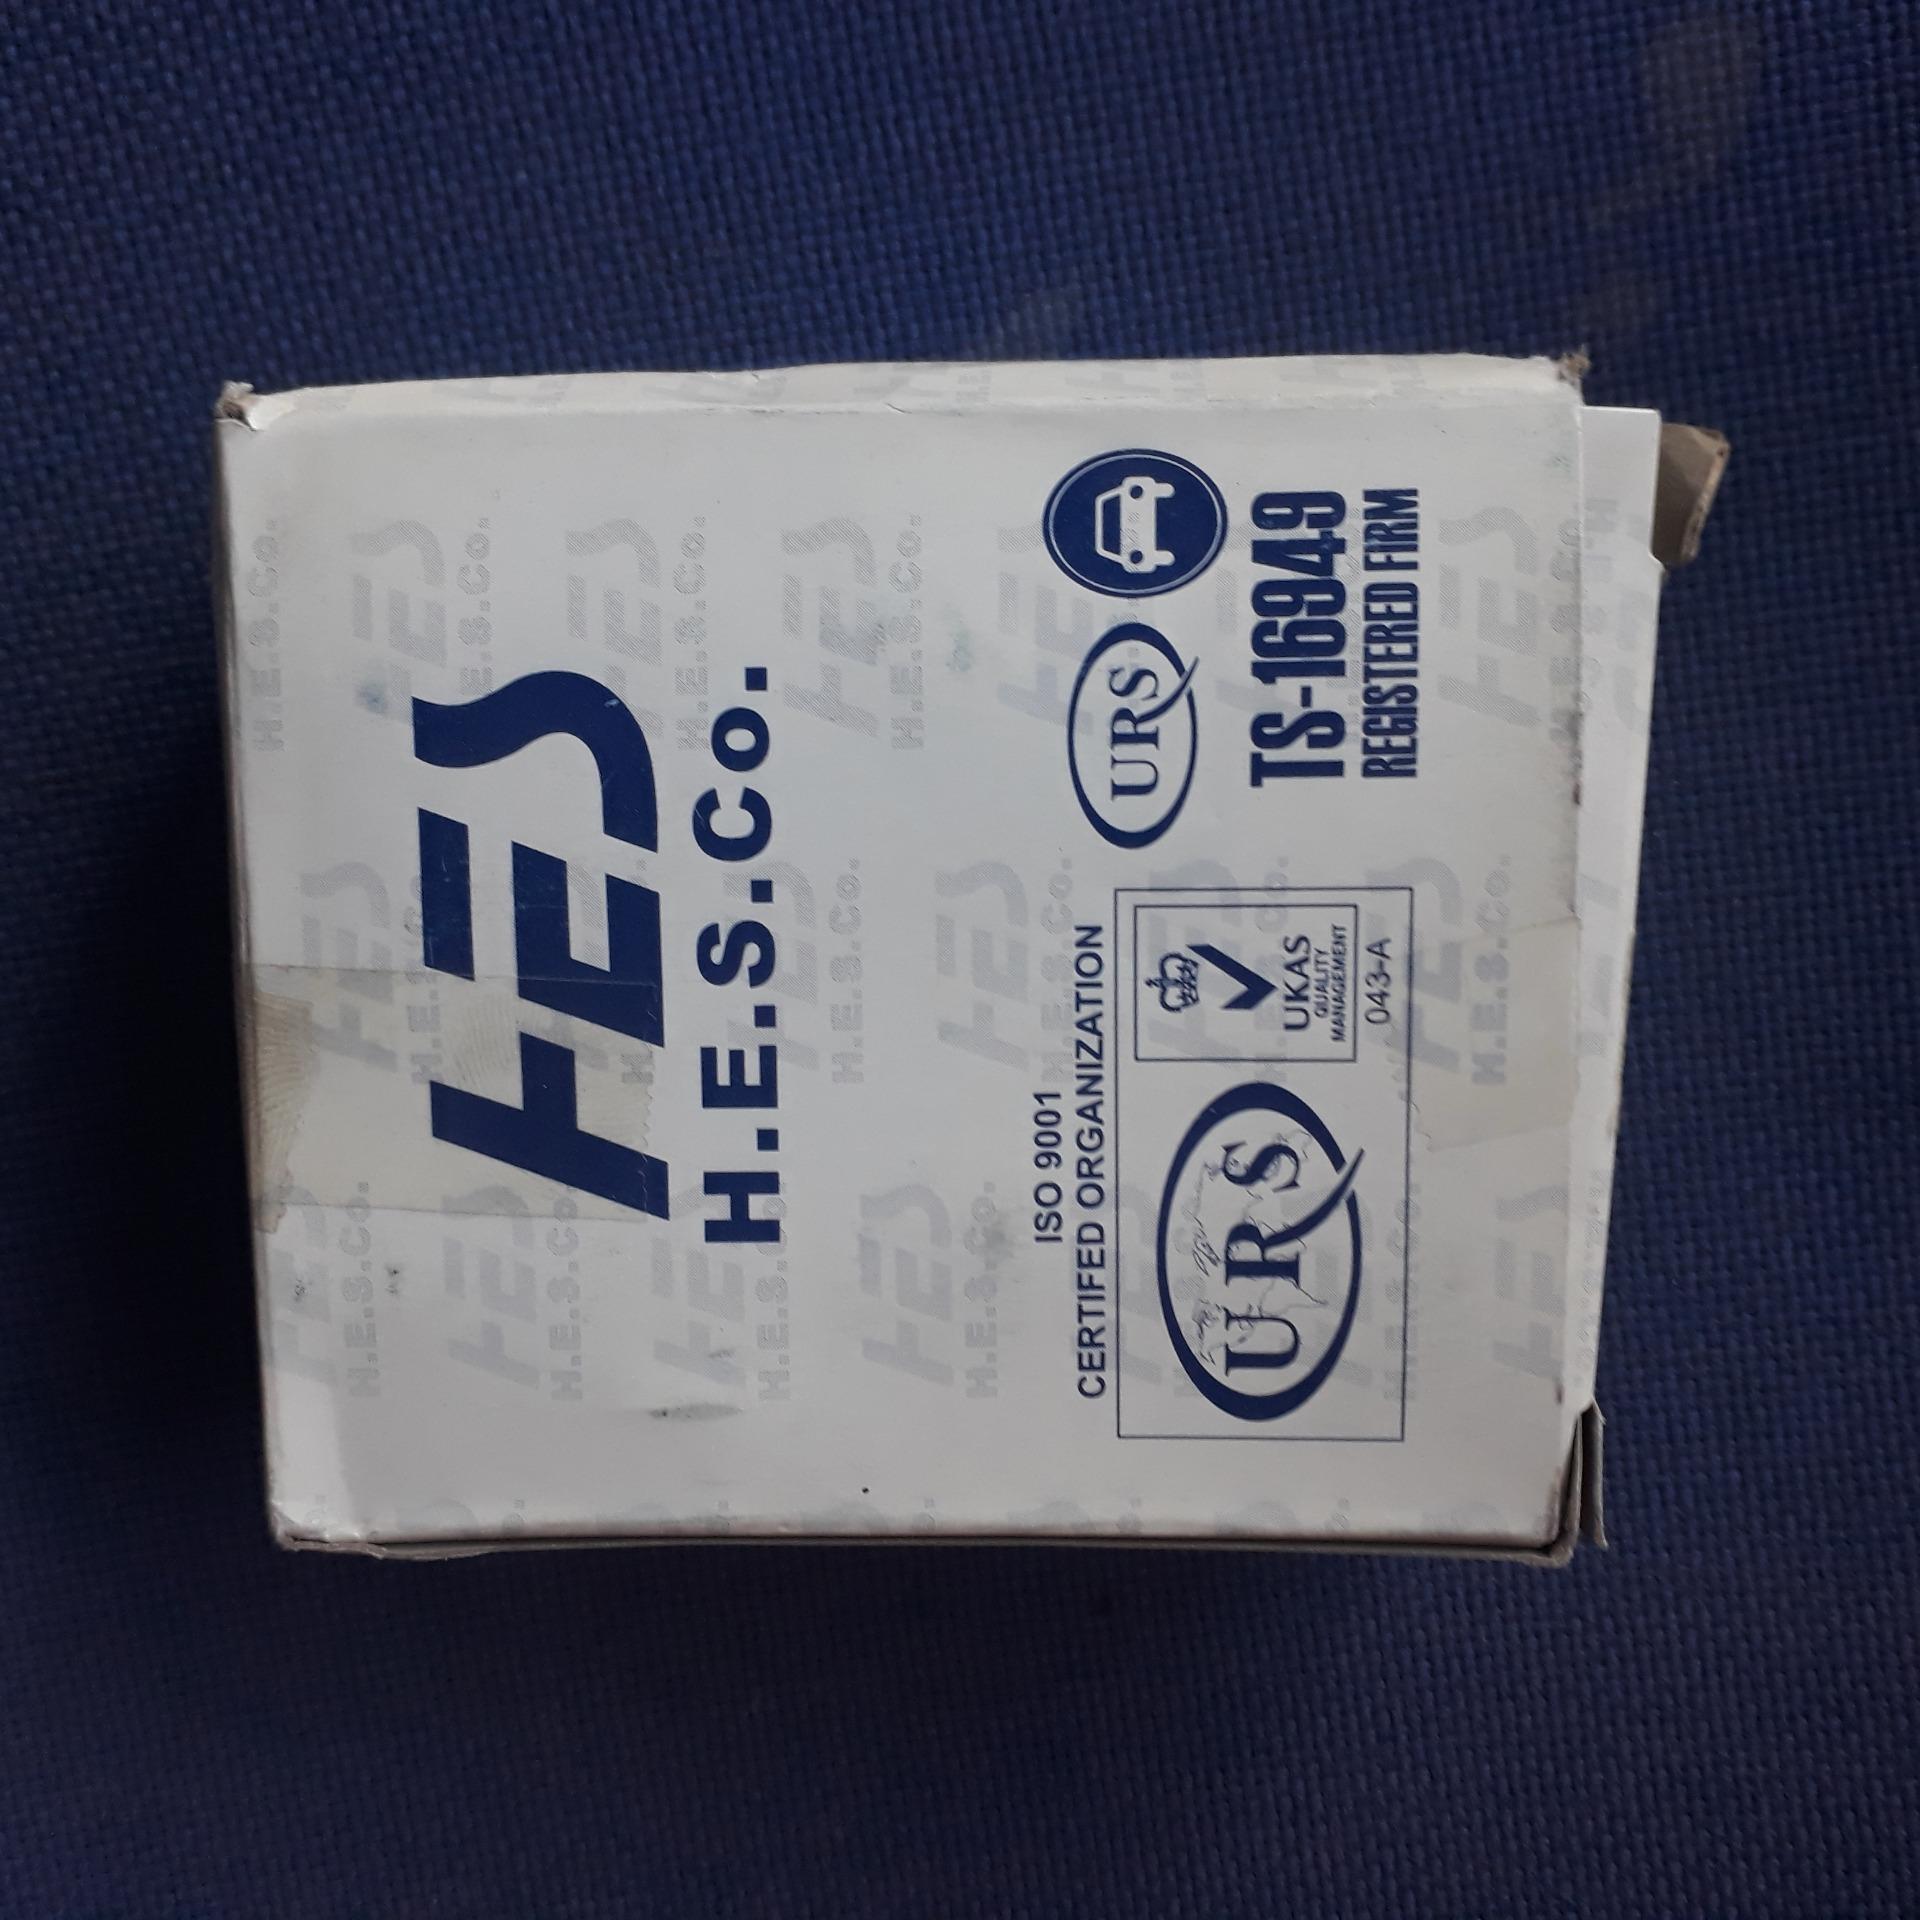 HES
H.E.S.Co.
ISO 9001
CERTIFED ORGANIZATION
URS
UKAS
QUALITY
MANAGEMENT
043-A
URS
TS-16949
REGISTERED FIRM